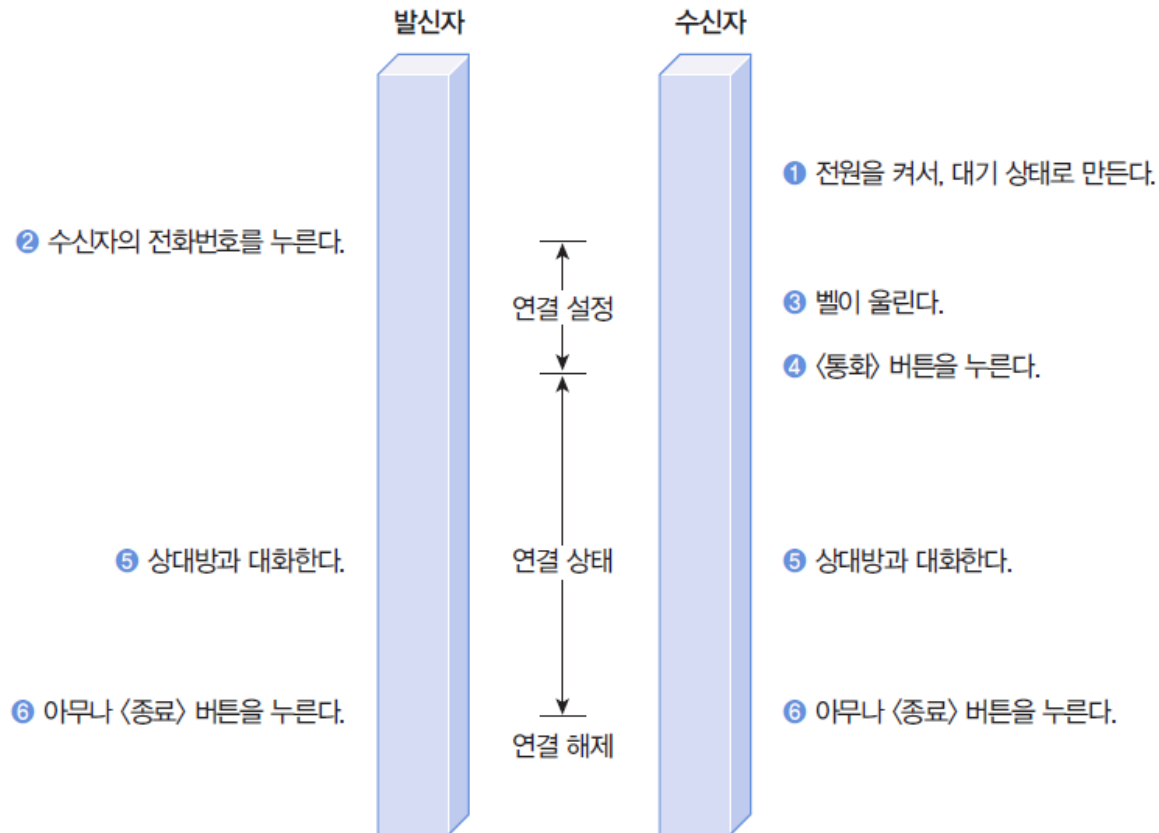 발신자
수신자
❶ 전원을 켜서, 대기 상태로 만든다.
❷ 수신자의 전화번호를 누른다.
연결 설정
❸ 벨이 울린다.
❹ 〈통화〉 버튼을 누른다.
❺ 상대방과 대화한다.
연결 상태
❺ 상대방과 대화한다.
❻ 아무나 〈종료〉 버튼을 누른다.
❻ 아무나 〈종료〉 버튼을 누른다.
연결 해제